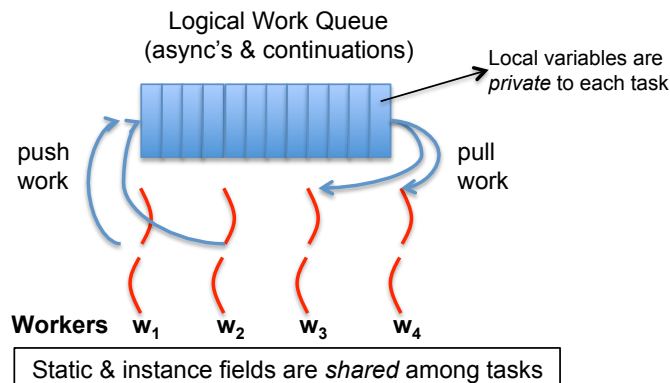 Logical Work Queue
(async's & continuations)
Local variables are
private to each task
push
work
pull
work
Workers w₁ w₂ w₃ w₄
Static & instance fields are shared among tasks